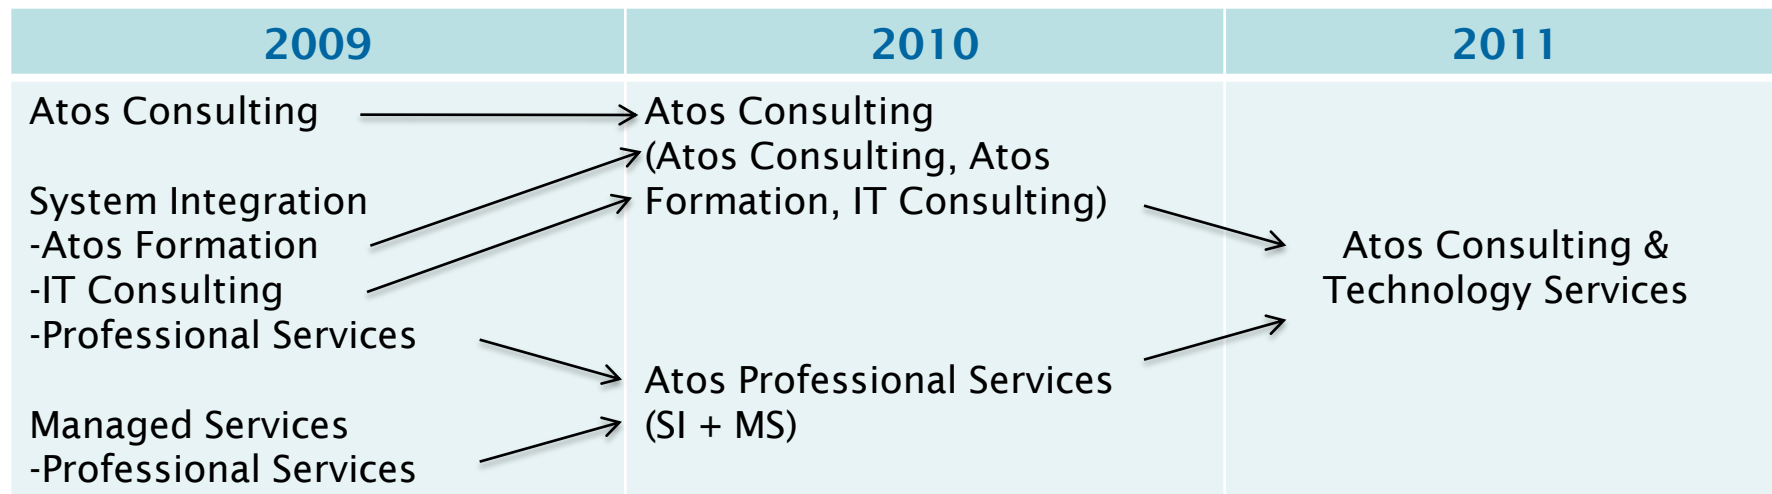 2009
2010
2011
Atos Consulting
System Integration
-Atos Formation
-IT Consulting
-Professional Services
Managed Services
-Professional Services
Atos Consulting
(Atos Consulting, Atos
Formation, IT Consulting)
Atos Professional Services
(SI + MS)
Atos Consulting &
Technology Services